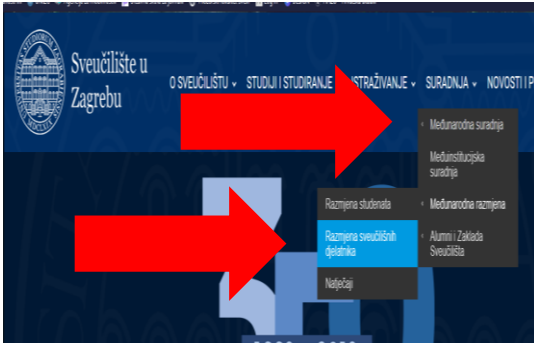 Sveučilište u
Zagrebu
O SVEUČILIŠTU
STUDIJI I STUDIRANJE
ISTRAŽIVANJE
SURADNJA
NOVOSTI I P
Međunarodna suradnja
Međuinstitucijska
suradnja
Međunarodna razmjena
Alumni i Zaklada
Sveučilišta
Razmjena studenata
Razmjena sveučilišnih
djelatnika
Natječaji